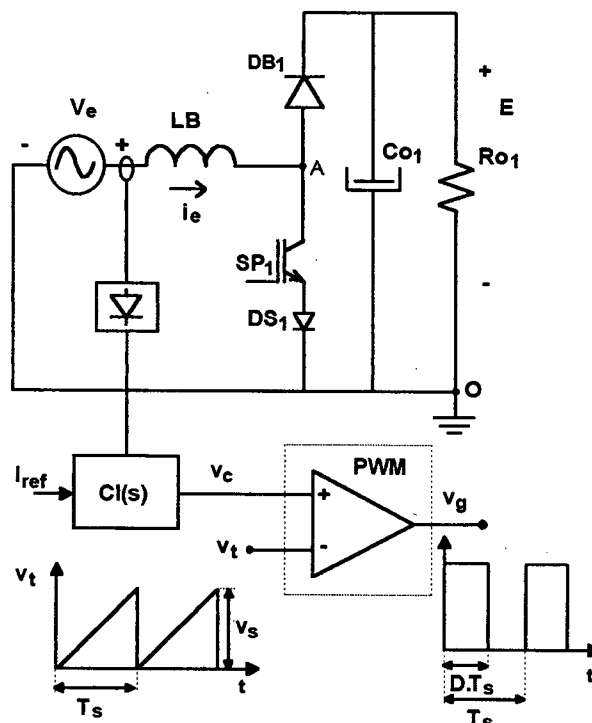 DB1
Ve
LB
+
E
-
+
A
Co1
Ro1
ie
SP1
-
DS1
O
Iref
CI(s)
vc
PWM
+
vg
vt
-
vt
vs
t
Ts
t
D.Ts
Ts